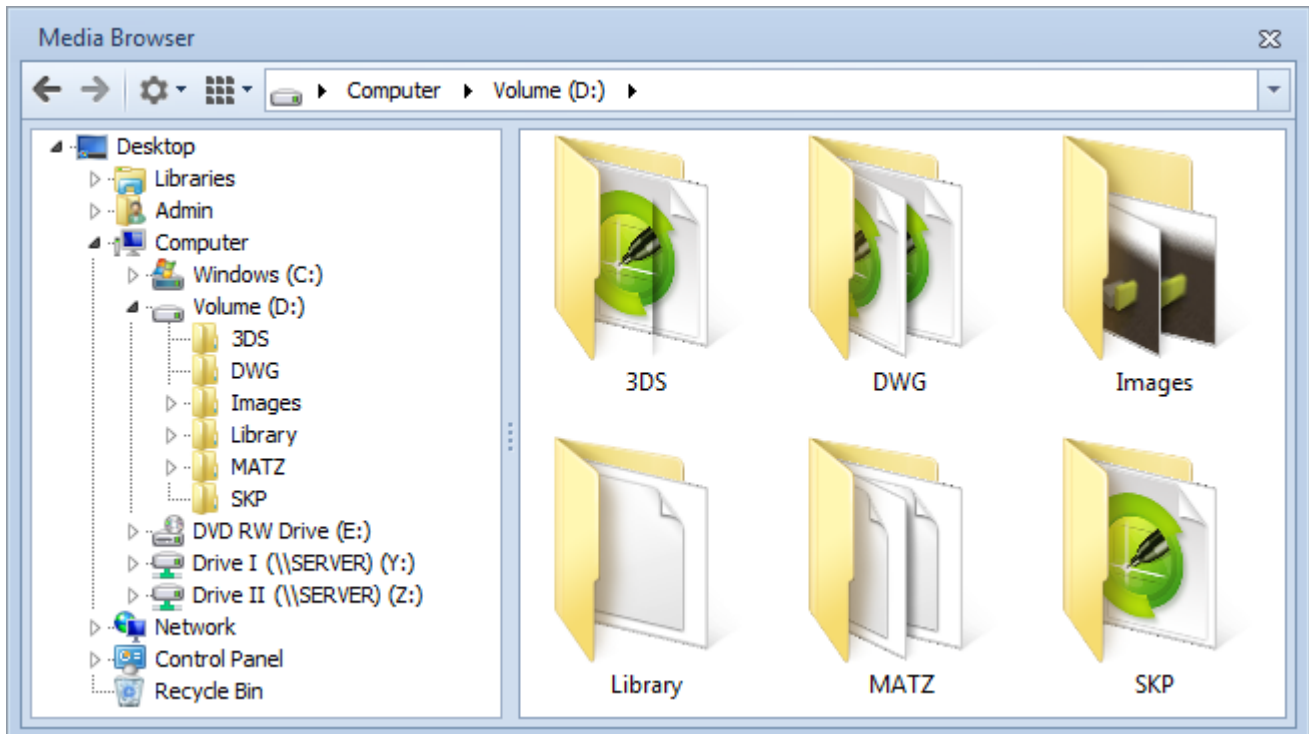 Media Browser
Computer Volume (D:)
Desktop
Libraries
Admin
Computer
Windows (C:)
Volume (D:)
3DS
DWG
Images
Library
MATZ
SKP
DVD RW Drive (E:)
Drive I (\\SERVER) (Y:)
Drive II (\\SERVER) (Z:)
Network
Control Panel
Recycle Bin
3DS DWG Images
Library MATZ SKP